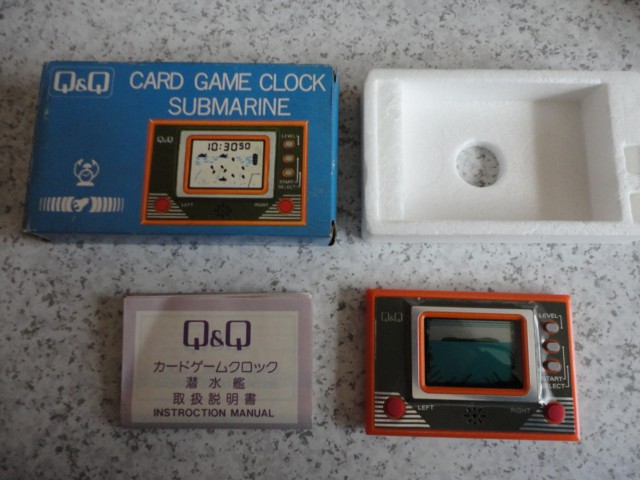 Q&Q CARD GAME CLOCK
SUBMARINE
Q&Q
10:30 50
LEVEL
START
SELECT
LEFT
RIGHT
Q&Q
カードゲームクロック
潜水艦
取扱説明書
INSTROCTION MANUAL
Q&Q
LEVEL
START
SELECT
LEFT
RIGHT